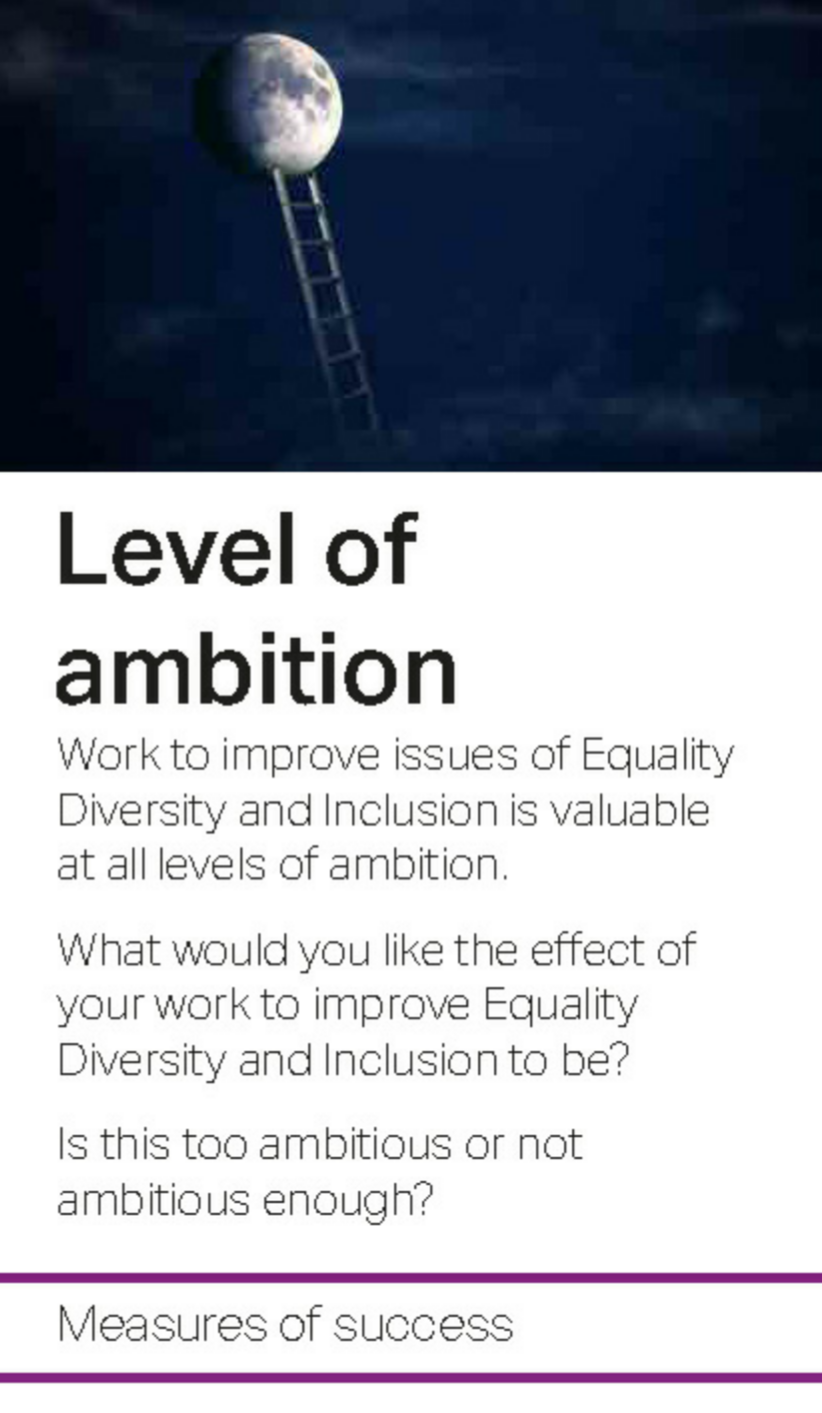 Level of
ambition
Work to improve issues of Equality
Diversity and Inclusion is valuable
at all levels of ambition.
What would you like the effect of
your work to improve Equality
Diversity and Inclusion to be?
Is this too ambitious or not
ambitious enough?
Measures of success